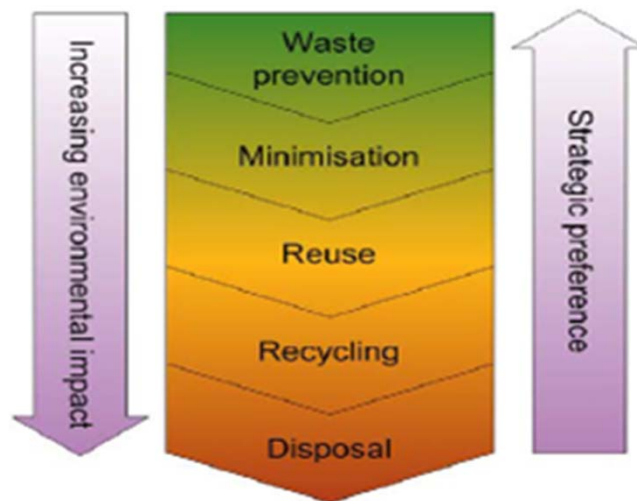 Increasing environmental impact
Waste
prevention
Minimisation
Reuse
Recycling
Disposal
Strategic preference